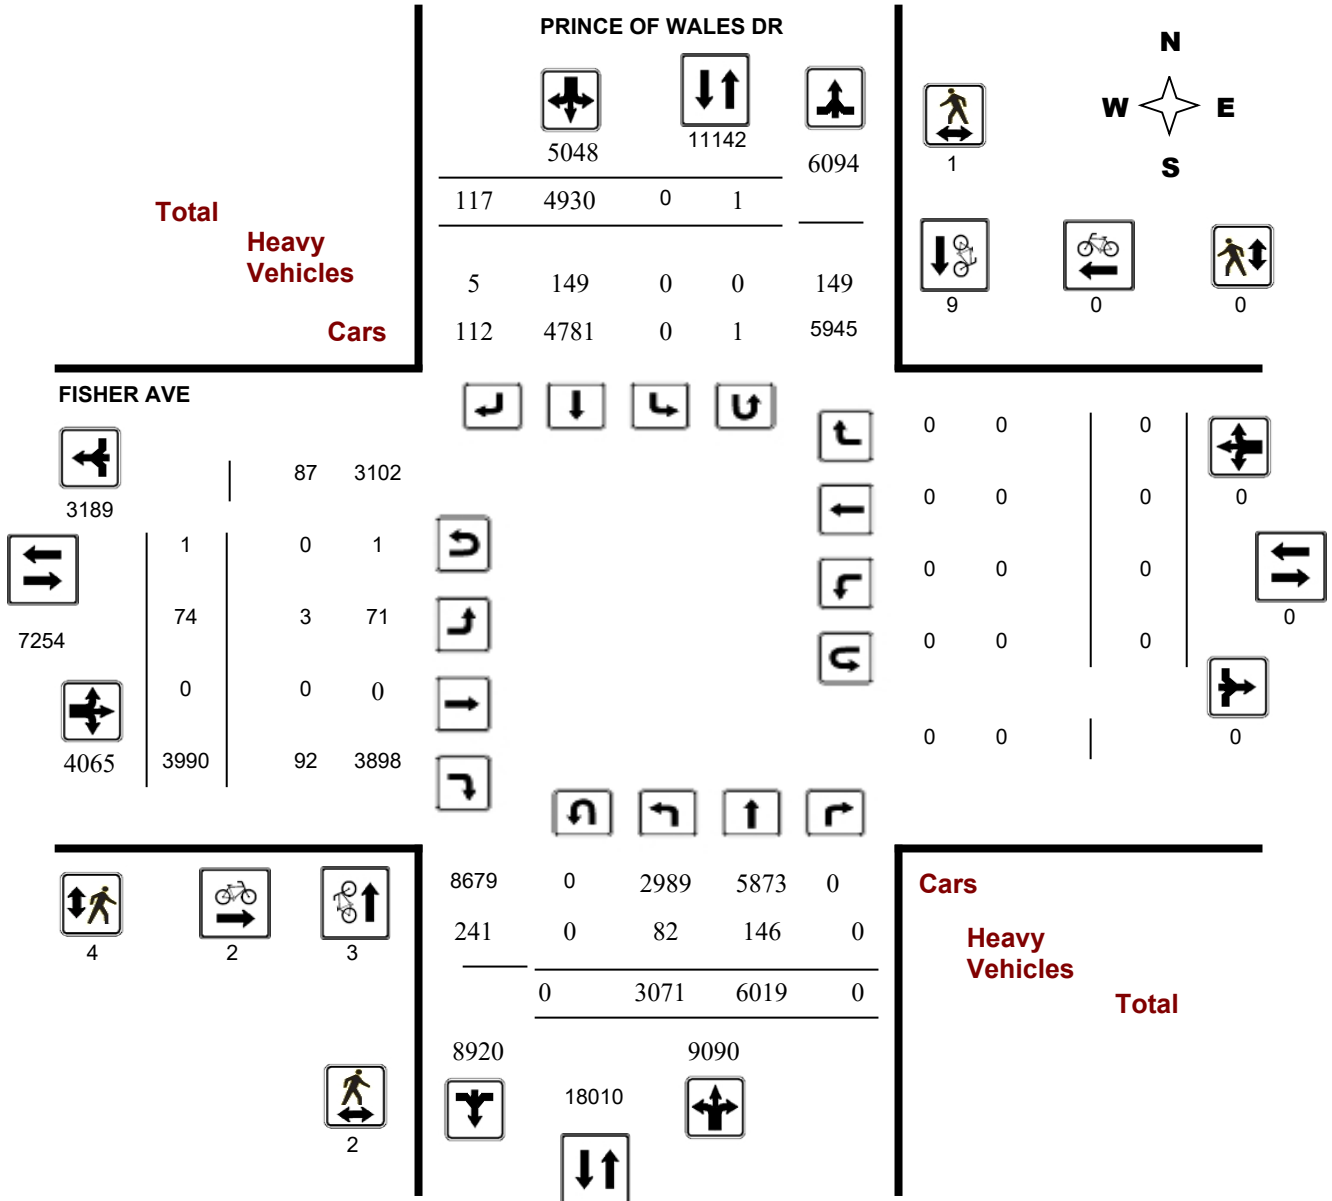 PRINCE OF WALES DR
N
W E
S
5048 11142 6094 1
117 4930 0 1
Total
Heavy
Vehicles
5 149 0 0 149
9 0 0
Cars
112 4781 0 1 5945
FISHER AVE
0 0 0
87 3102
3189
0 0 0 0
1 0 1
0 0 0
0
74 3 71
7254
0 0 0
0 0 0
4065 3990 92 3898
0 0 0
8679 0 2989 5873 0
Cars
4 2 3
241 0 82 146 0
Heavy
Vehicles
0 3071 6019 0
Total
8920 9090
18010
2